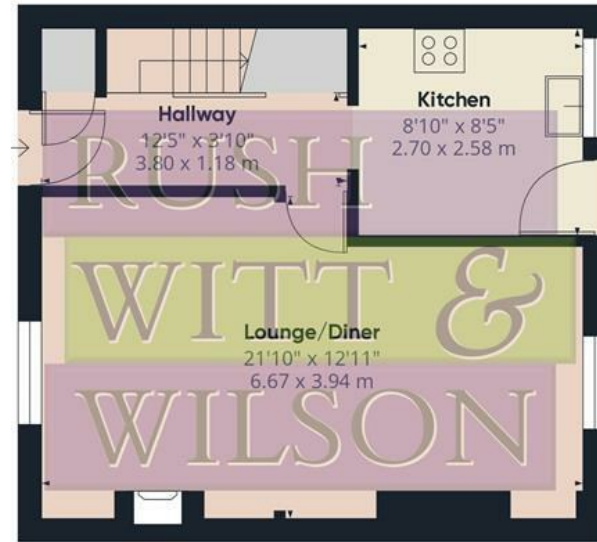 Hallway
12'5" x 3'10"
3.80 x 1.18 m
Kitchen
8'10" x 8'5"
2.70 x 2.58 m
RUSH
WITT &
WILSON
Lounge/Diner
21'10" x 12'11"
6.67 x 3.94 m